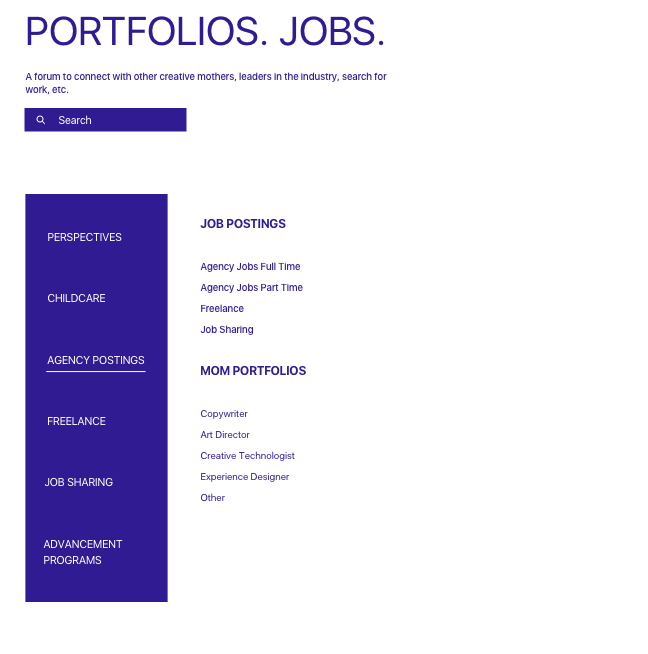 PORTFOLIOS. JOBS.
A forum to connect with other creative mothers, leaders in the industry, search for
work, etc.
Search
PERSPECTIVES
CHILDCARE
AGENCY POSTINGS
FREELANCE
JOB SHARING
ADVANCEMENT
PROGRAMS
JOB POSTINGS
Agency Jobs Full Time
Agency Jobs Part Time
Freelance
Job Sharing
MOM PORTFOLIOS
Copywriter
Art Director
Creative Technologist
Experience Designer
Other